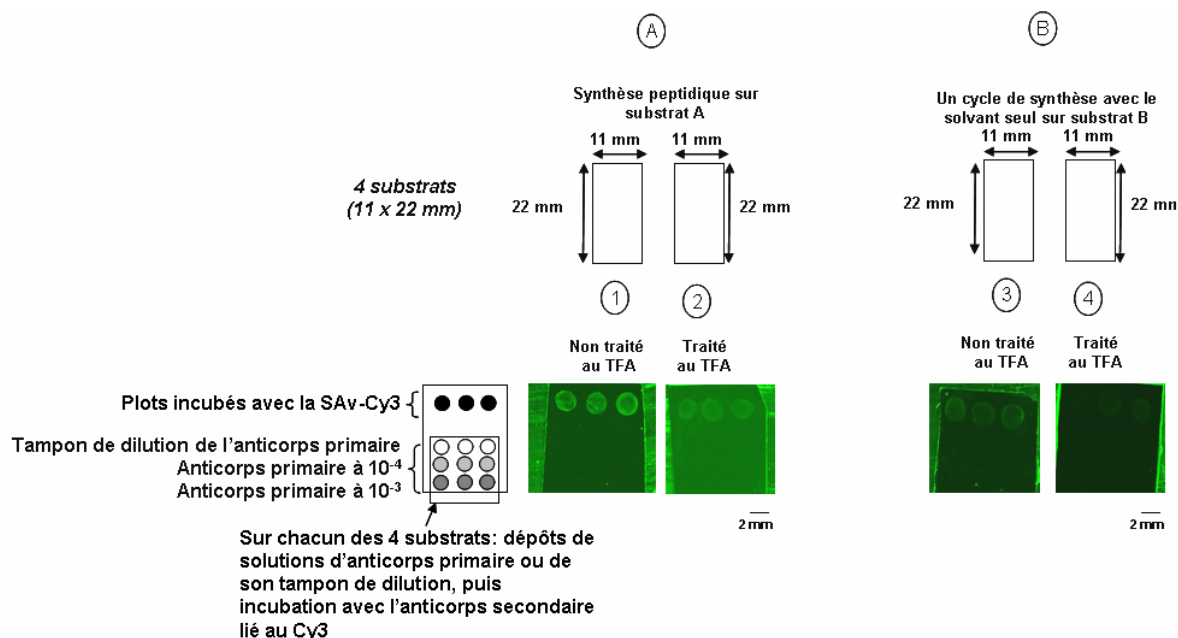 A
B
Synthèse peptidique sur
substrat A
Un cycle de synthèse avec le
solvant seul sur substrat B
11 mm
11 mm
11 mm
11 mm
4 substrats
(11 x 22 mm)
22 mm
22 mm
22 mm
22 mn
1
2
3
4
Non traité
au TFA
Traité
au TFA
Non traité
au TFA
Traité
au TFA
Plots incubés avec la SAv-Cy3
Tampon de dilution de l'anticorps primaire
Anticorps primaire à 10⁻⁴
Anticorps primaire à 10⁻³
2 mm
2 mm
Sur chacun des 4 substrats: dépôts de
solutions d'anticorps primaire ou de
son tampon de dilution, puis
incubation avec l'anticorps secondaire
lié au Cy3